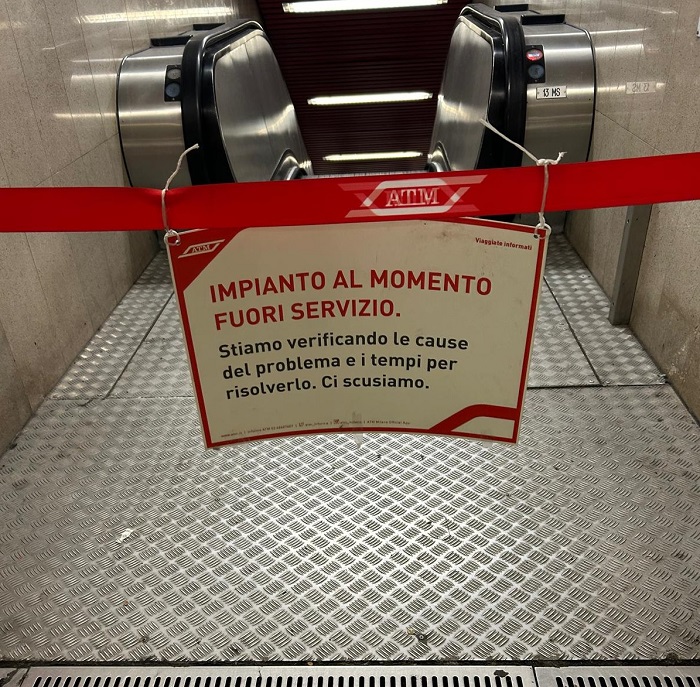 13 MS
ATM
ATM
Viaggiate informati
IMPIANTO AL MOMENTO
FUORI SERVIZIO.
Stiamo verificando le cause
del problema e i tempi per
risolverlo. Ci scusiamo.